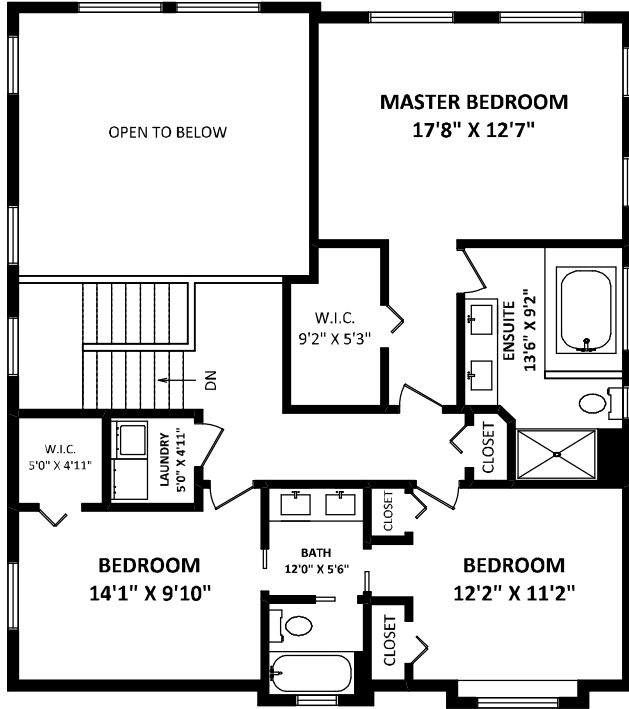 MASTER BEDROOM
17'8" X 12'7"
OPEN TO BELOW
W.I.C.
9'2" X 5'3"
ENSUITE
13'6" X 9'2"
DN
W.I.C.
5'0" X 4'11"
LAUNDRY
5'0" X 4'11"
CLOSET
CLOSET
BATH
12'0" X 5'6"
BEDROOM
14'1" X 9'10"
BEDROOM
12'2" X 11'2"
CLOSET